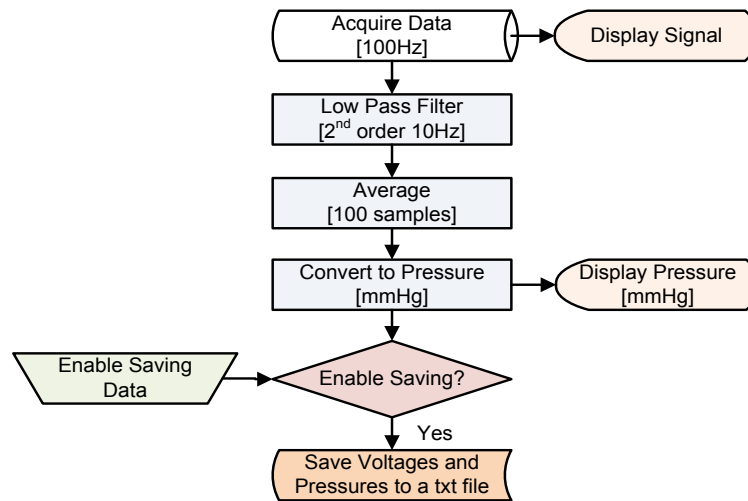 Acquire Data
[100Hz]
Display Signal
Low Pass Filter
[2nd order 10Hz]
Average
[100 samples]
Convert to Pressure
[mmHg]
Display Pressure
[mmHg]
Enable Saving
Data
Enable Saving?
Yes
Save Voltages and
Pressures to a txt file